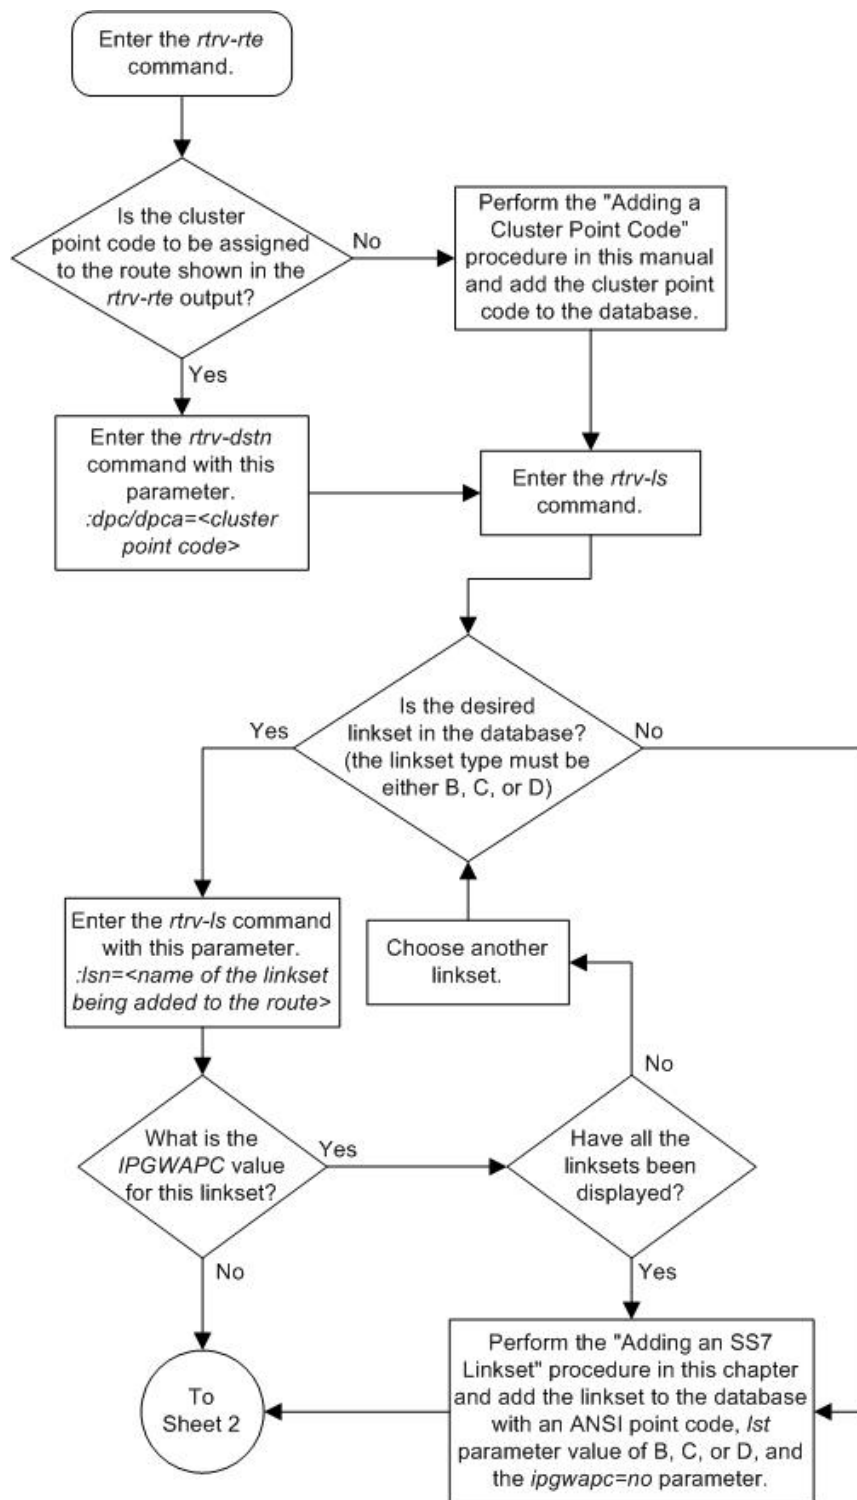 Enter the rtrv-rte
command.
Is the cluster
point code to be assigned
to the route shown in the
rtrv-rte output?
No
Perform the "Adding a
Cluster Point Code"
procedure in this manual
and add the cluster point
code to the database.
Yes
Enter the rtrv-dstn
command with this
parameter.
:dpc/dpca=<cluster
point code>
Enter the rtrv-ls
command.
Is the desired
linkset in the database?
(the linkset type must be
either B, C, or D)
Yes
No
Enter the rtrv-ls command
with this parameter.
:lsn=<name of the linkset
being added to the route>
Choose another
linkset.
No
What is the
IPGWAPC value
for this linkset?
Yes
Have all the
linksets been
displayed?
No
Yes
To
Sheet 2
Perform the "Adding an SS7
Linkset" procedure in this chapter
and add the linkset to the database
with an ANSI point code, lst
parameter value of B, C, or D, and
the ipgwapc=no parameter.